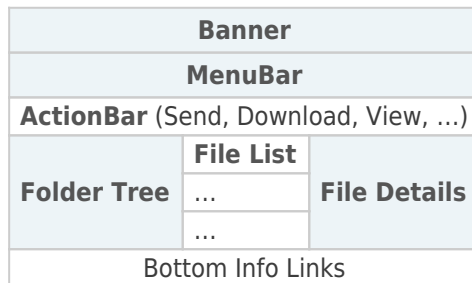 Banner
MenuBar
ActionBar (Send, Download, View, ...)
Folder Tree
File List
...
...
File Details
Bottom Info Links